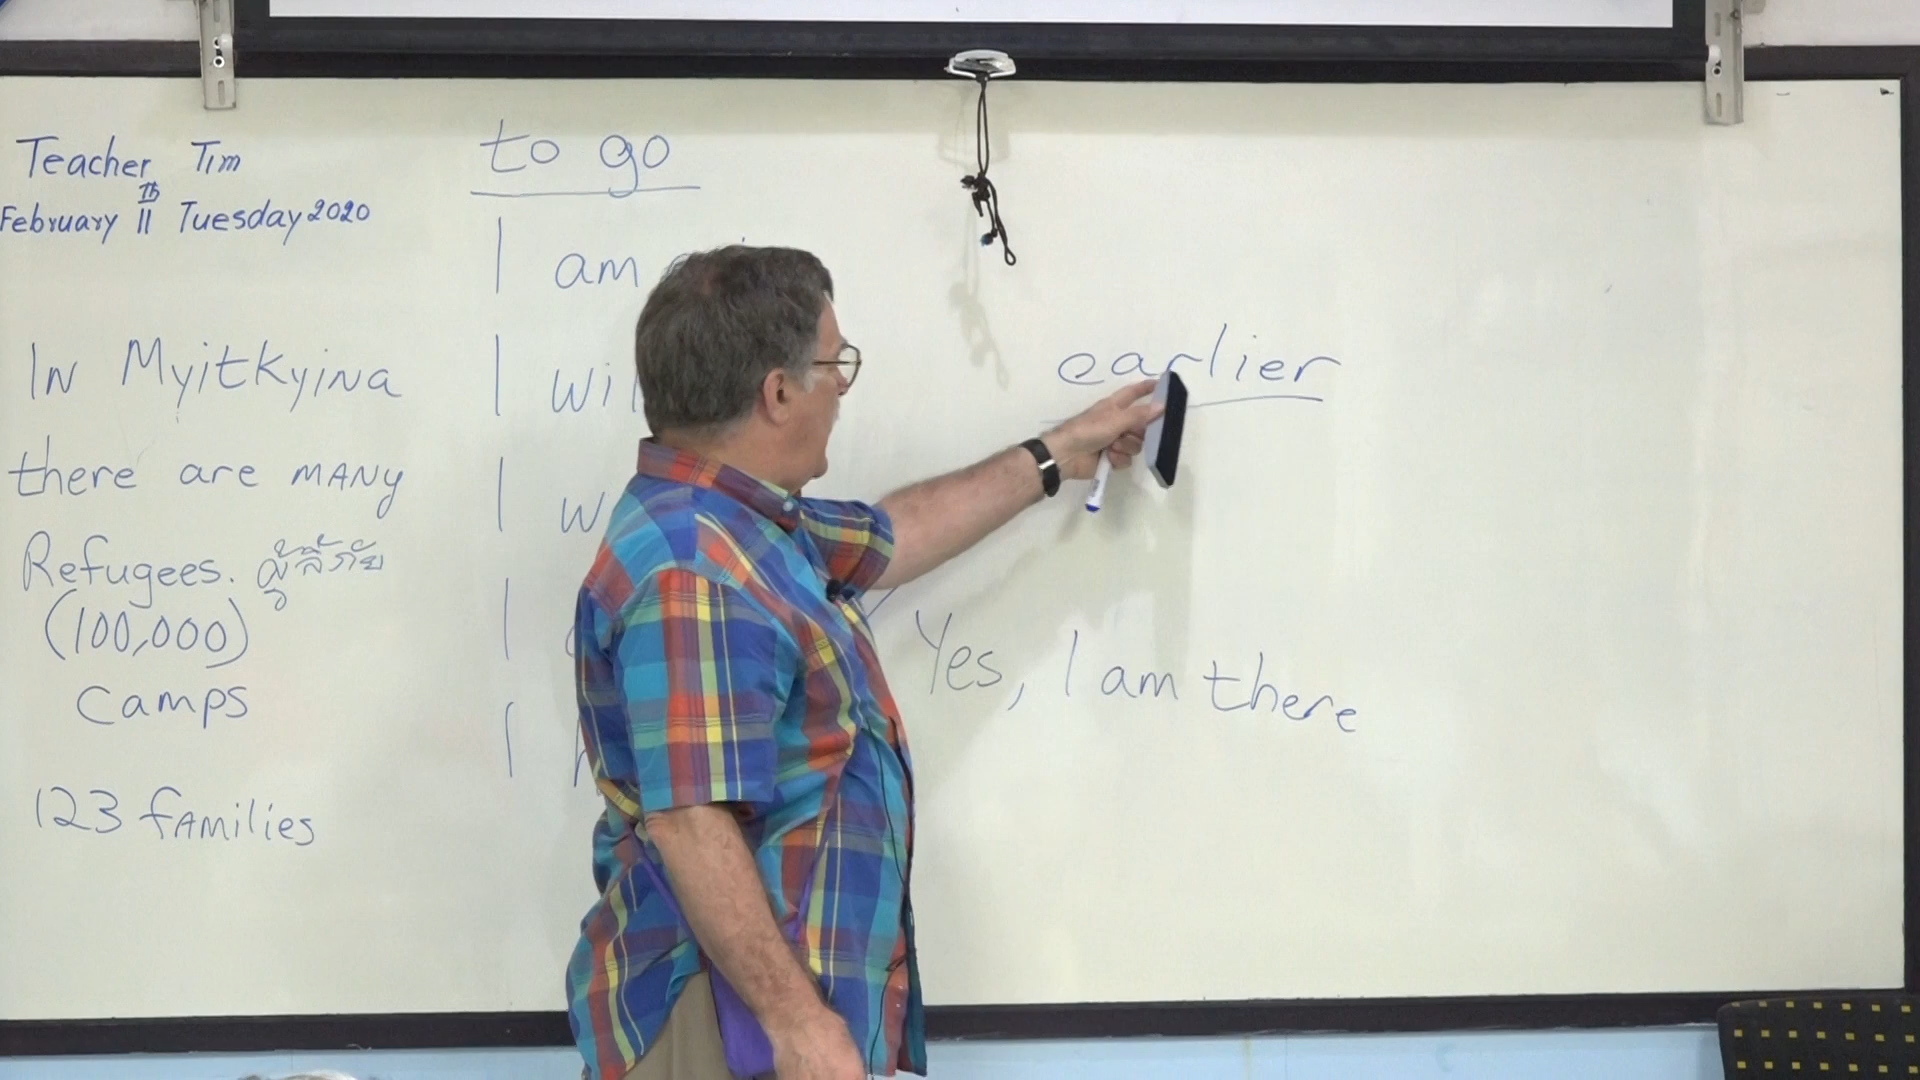 Teacher Tim
February 11th Tuesday 2020
In Myitkyina
there are MANY
Refugees. ผู้ลี้ภัย
(100,000)
camps
123 families
to go
I am
I
I
I
I
earlier
Yes, I am there